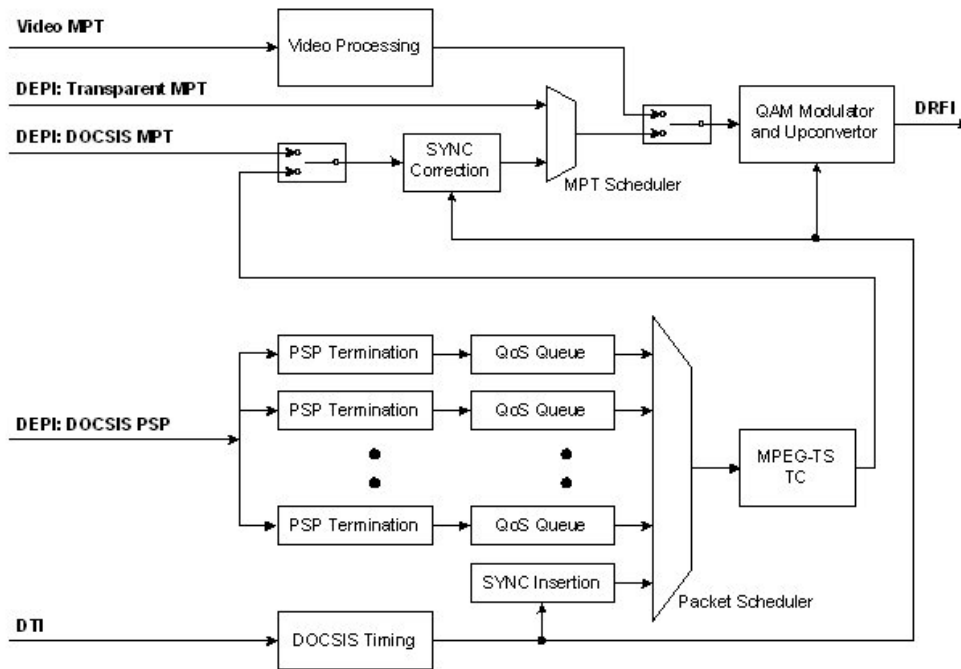 Video MPT
Video Processing
DEPI: Transparent MPT
QAM Modulator
and Upconvertor
DRFI
DEPI: DOCSIS MPT
SYNC
Correction
MPT Scheduler
PSP Termination
QoS Queue
PSP Termination
QoS Queue
DEPI: DOCSIS PSP
MPEG-TS
TC
PSP Termination
QoS Queue
SYNC Insertion
Packet Scheduler
DTI
DOCSIS Timing